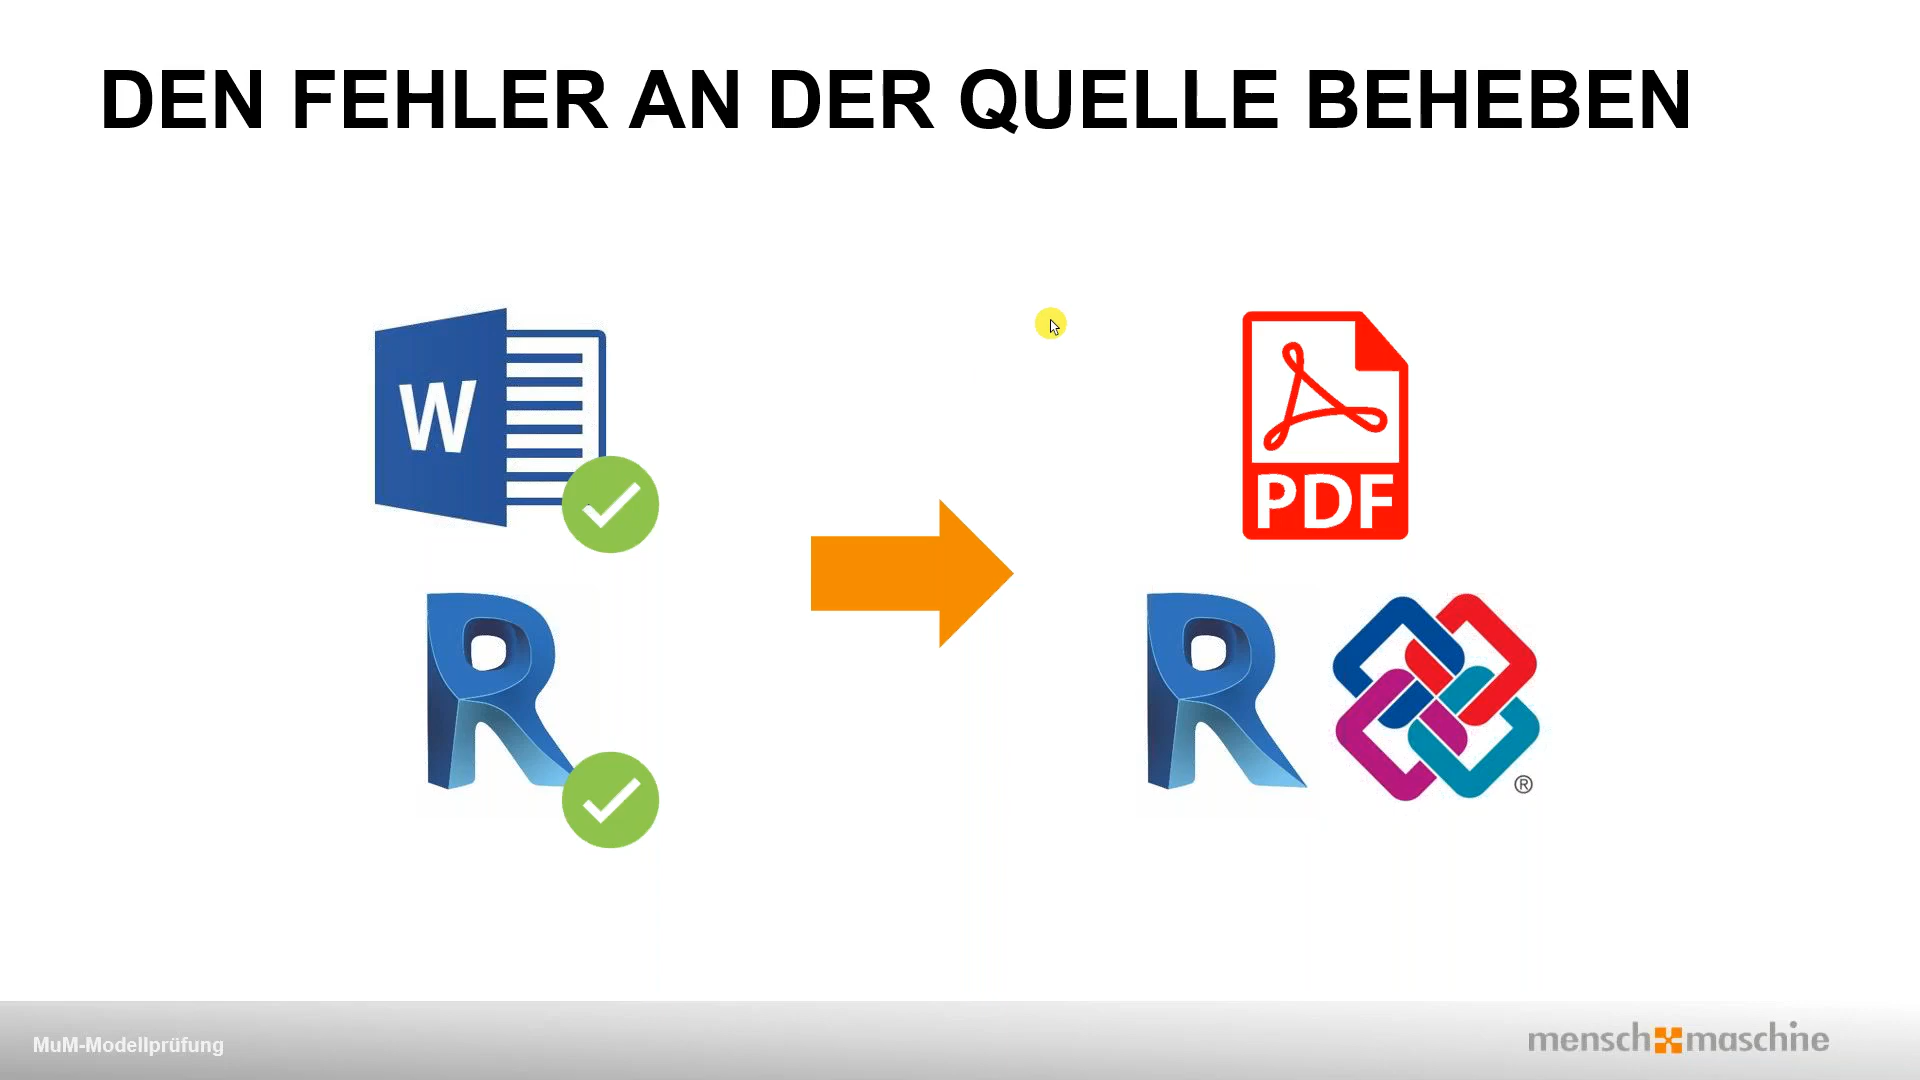 DEN FEHLER AN DER QUELLE BEHEBEN
W
PDF
R
R
®
MuM-Modellprüfung
mensch maschine